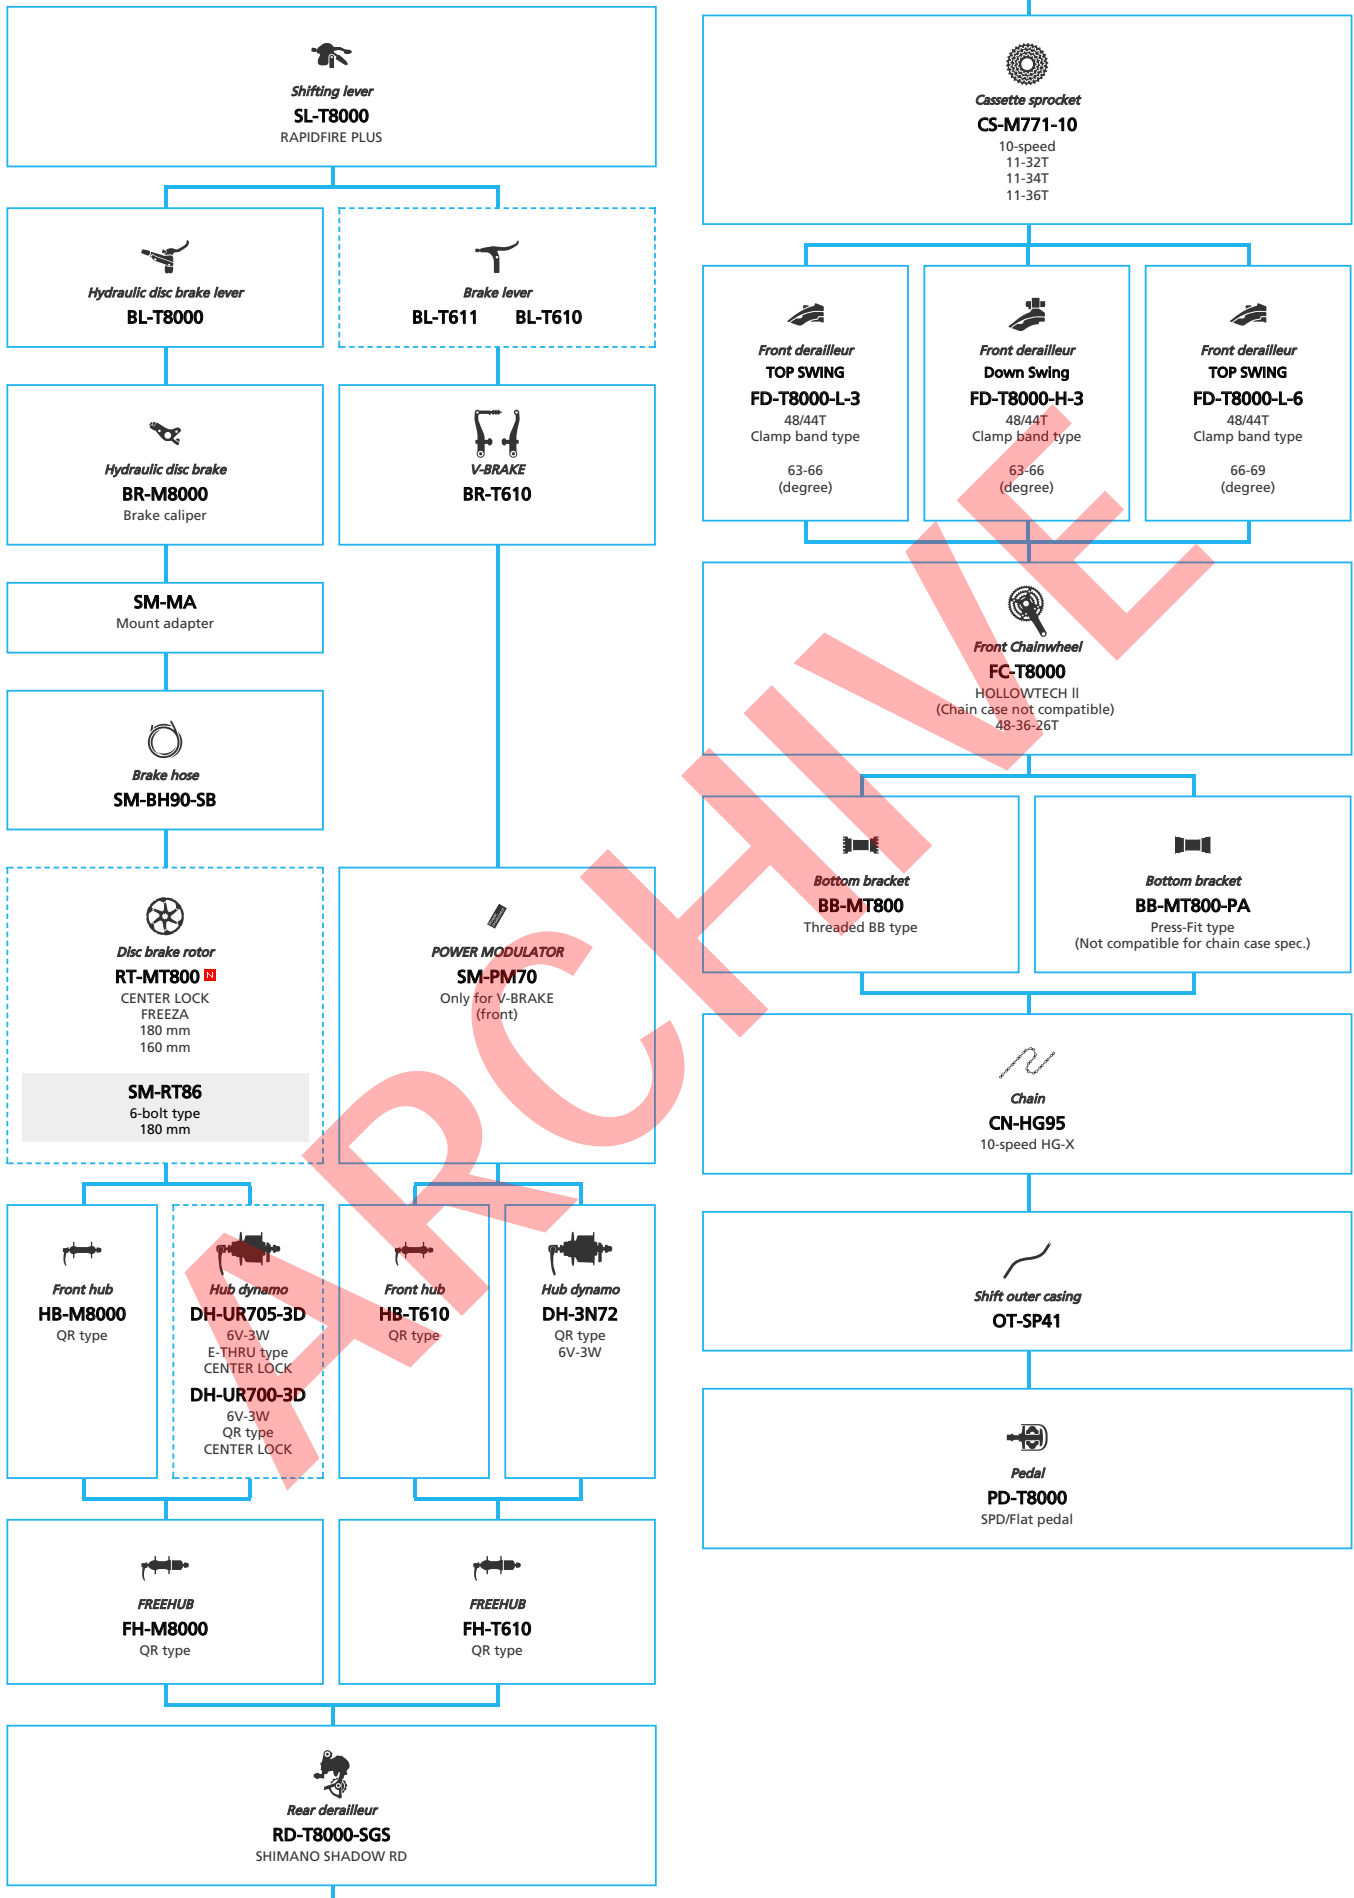 Shifting lever
SL-T8000
RAPIDFIRE PLUS
Hydraulic disc brake lever
BL-T8000
Brake lever
BL-T611 BL-T610
Hydraulic disc brake
BR-M8000
Brake caliper
V-BRAKE
BR-T610
SM-MA
Mount adapter
Brake hose
SM-BH90-SB
Disc brake rotor
RT-MT800 N
CENTER LOCK
FREEZA
180 mm
160 mm
SM-RT86
6-bolt type
180 mm
POWER MODULATOR
SM-PM70
Only for V-BRAKE
(front)
Front hub
HB-M8000
QR type
Hub dynamo
DH-UR705-3D
6V-3W
E-THRU type
CENTER LOCK
DH-UR700-3D
6V-3W
QR type
CENTER LOCK
Front hub
HB-T610
QR type
Hub dynamo
DH-3N72
QR type
6V-3W
FREEHUB
FH-M8000
QR type
FREEHUB
FH-T610
QR type
Rear derailleur
RD-T8000-SGS
SHIMANO SHADOW RD
Cassette sprocket
CS-M771-10
10-speed
11-32T
11-34T
11-36T
Front derailleur
TOP SWING
FD-T8000-L-3
48/44T
Clamp band type
63-66
(degree)
Front derailleur
Down Swing
FD-T8000-H-3
48/44T
Clamp band type
63-66
(degree)
Front derailleur
TOP SWING
FD-T8000-L-6
48/44T
Clamp band type
66-69
(degree)
Front Chainwheel
FC-T8000
HOLLOWTECH ll
(Chain case not compatible)
48-36-26T
Bottom bracket
BB-MT800
Threaded BB type
Bottom bracket
BB-MT800-PA
Press-Fit type
(Not compatible for chain case spec.)
Chain
CN-HG95
10-speed HG-X
Shift outer casing
OT-SP41
Pedal
PD-T8000
SPD/Flat pedal
ARCHIVE